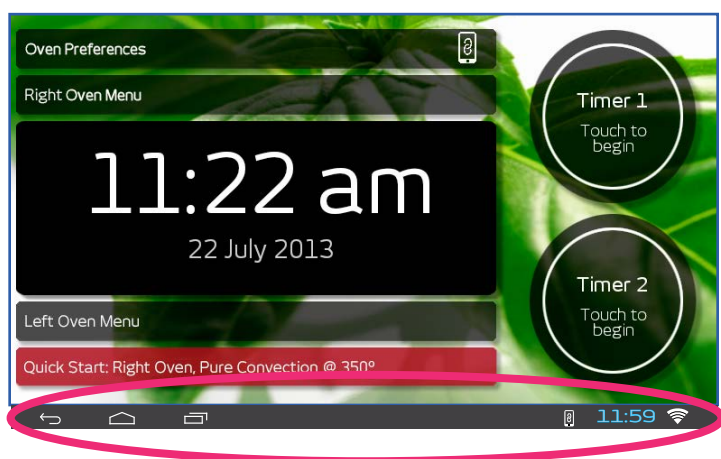 Oven Preferences
Right Oven Menu
11:22 am
22 July 2013
Left Oven Menu
Quick Start: Right Oven, Pure Convection @ 350°
Timer 1
Touch to
begin
Timer 2
Touch to
begin
11:59